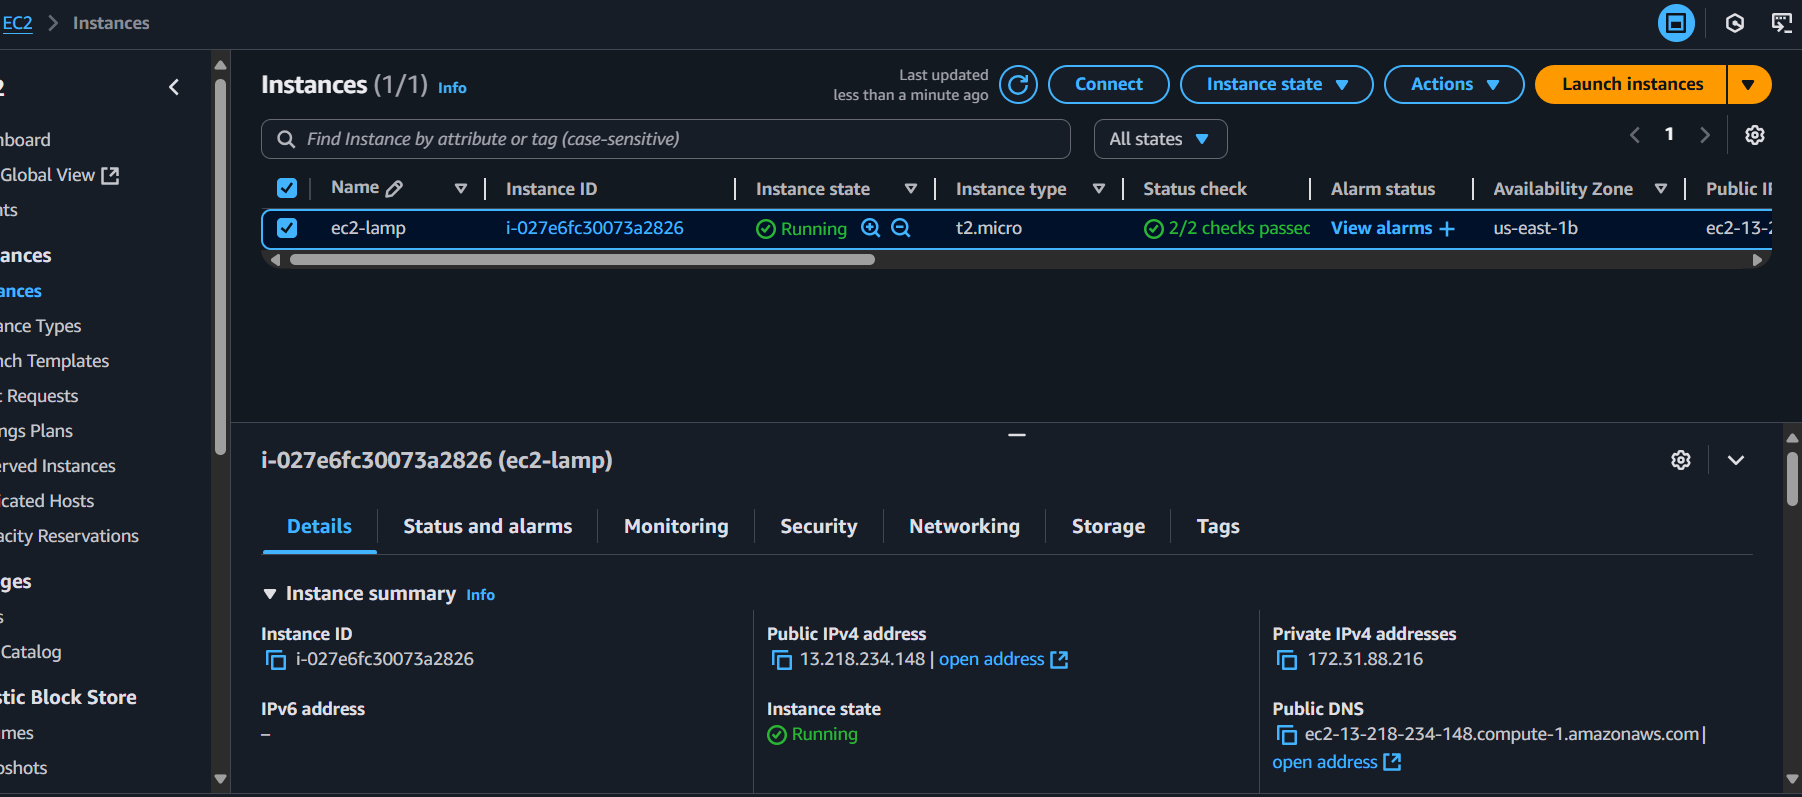 EC2 > Instances
Instances (1/1) Info
Last updated
less than a minute ago
Connect
Instance state
Actions
Launch instances
Find Instance by attribute or tag (case-sensitive)
All states
1
Name
Instance ID
Instance state
Instance type
Status check
Alarm status
Availability Zone
Public IP
ec2-lamp
i-027e6fc30073a2826
Running
t2.micro
2/2 checks passed
View alarms +
us-east-1b
ec2-13-2
2
hboard
Global View
nts
ances
ances
ance Types
nch Templates
t Requests
ngs Plans
erved Instances
icated Hosts
acity Reservations
ges
s
Catalog
stic Block Store
mes
pshots
i-027e6fc30073a2826 (ec2-lamp)
Details
Status and alarms
Monitoring
Security
Networking
Storage
Tags
Instance summary Info
Instance ID
i-027e6fc30073a2826
Public IPv4 address
13.218.234.148 | open address
Private IPv4 addresses
172.31.88.216
IPv6 address
–
Instance state
Running
Public DNS
ec2-13-218-234-148.compute-1.amazonaws.com |
open address